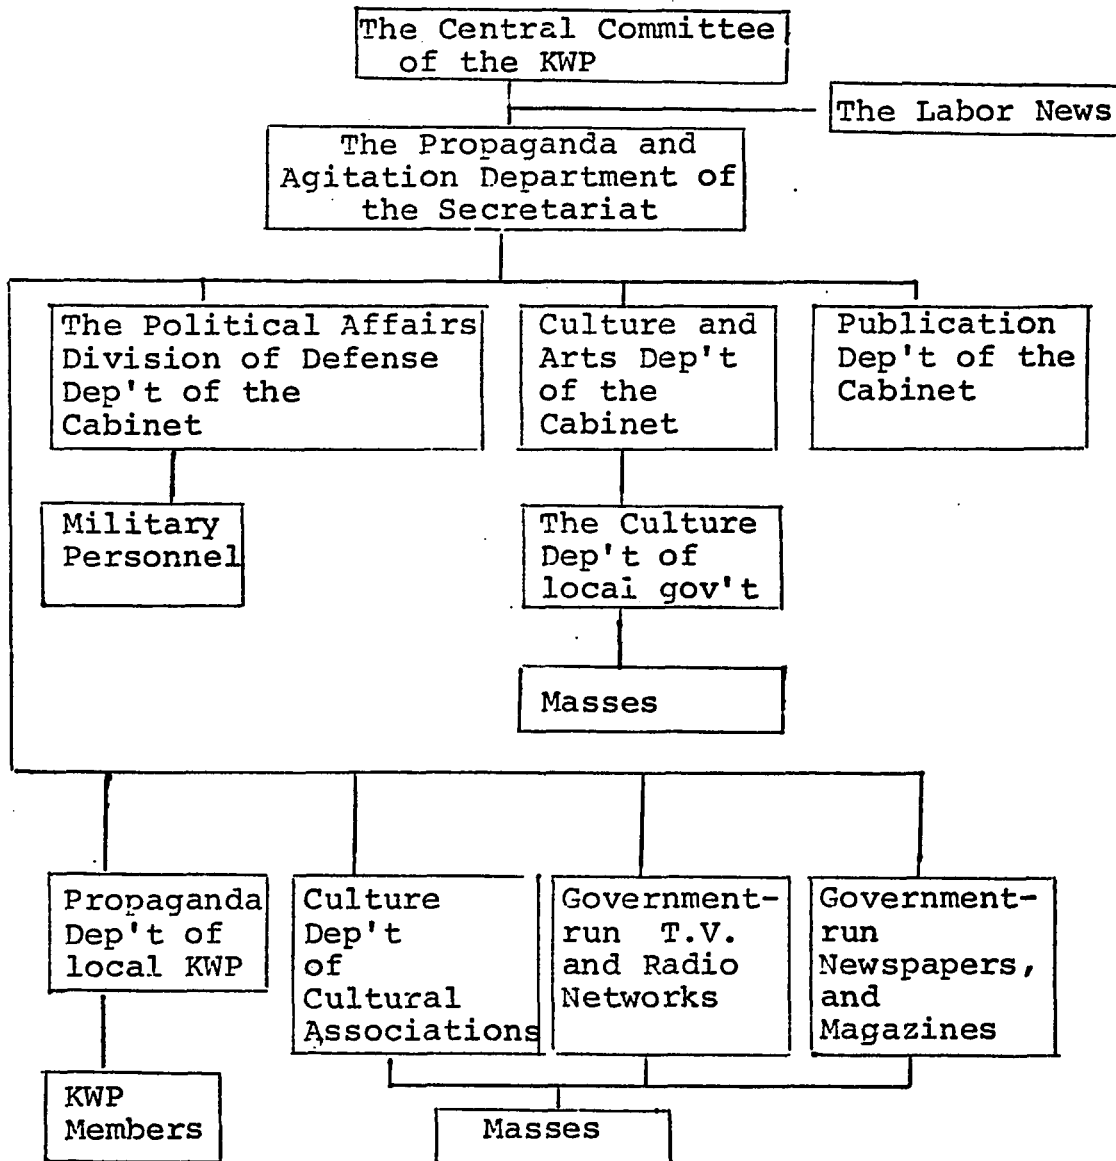 The Central Committee
of the KWP
The Labor News
The Propaganda and
Agitation Department of
the Secretariat
The Political Affairs
Division of Defense
Dep't of the
Cabinet
Culture and
Arts Dep't
of the
Cabinet
Publication
Dep't of the
Cabinet
Military
Personnel
The Culture
Dep't of
local gov't
Masses
Propaganda
Dep't of
local KWP
Culture
Dep't
of
Cultural
Associations
Government-
run T.V.
and Radio
Networks
Government-
run
Newspapers,
and
Magazines
KWP
Members
Masses